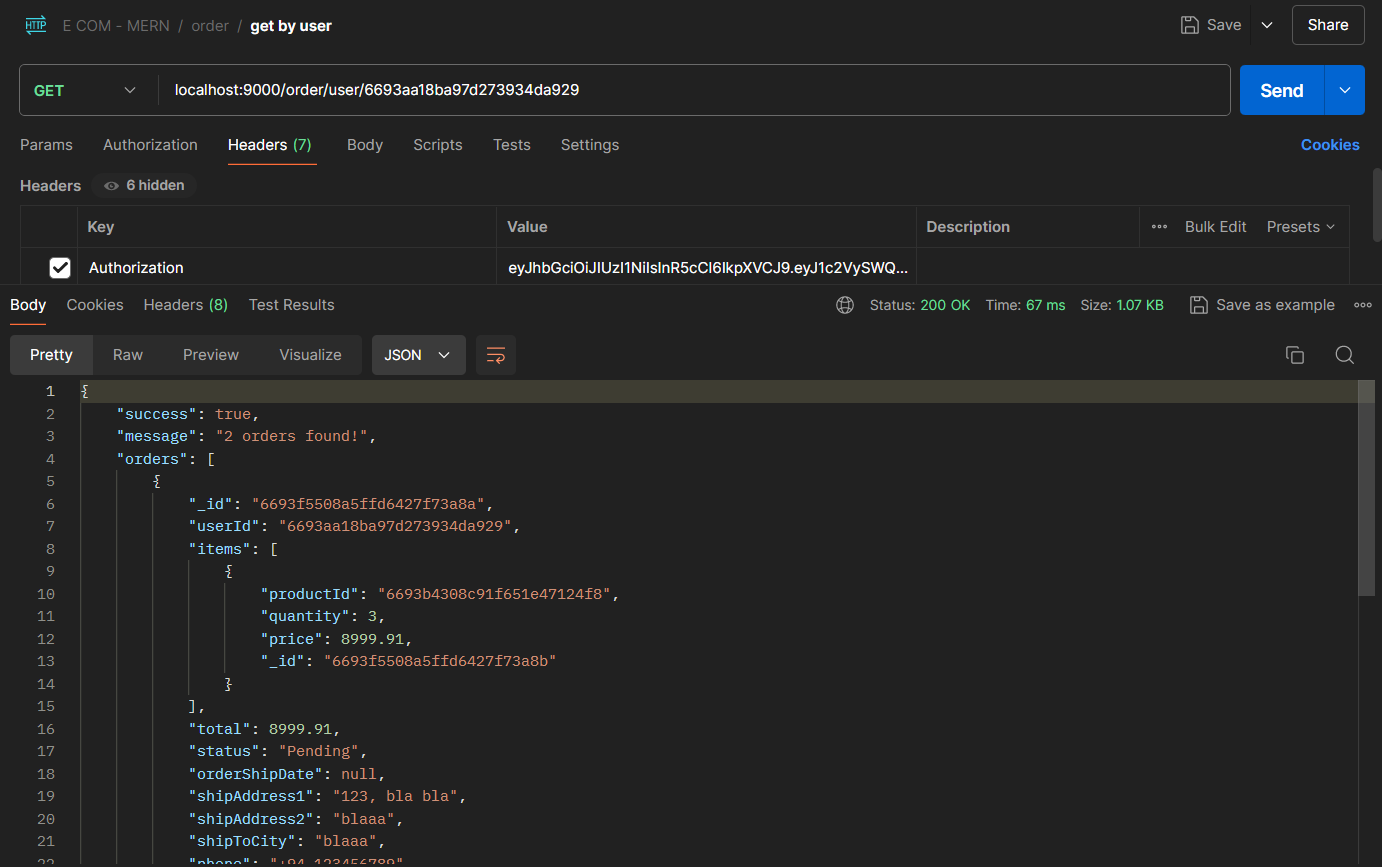 HTTP E COM - MERN / order / get by user Save Share
GET localhost:9000/order/user/6693aa18ba97d273934da929 Send
Params Authorization Headers (7) Body Scripts Tests Settings Cookies
Headers 6 hidden
Key Value Description ••• Bulk Edit Presets
Authorization eyJhbGciOiJIUzI1NiIsInR5cCI6IkpXVCJ9.eyJ1c2VySWQ...
Body Cookies Headers (8) Test Results Status: 200 OK Time: 67 ms Size: 1.07 KB Save as example
Pretty Raw Preview Visualize JSON
1 {
2 "success": true,
3 "message": "2 orders found!",
4 "orders": [
5 {
6 "_id": "6693f5508a5ffd6427f73a8a",
7 "userId": "6693aa18ba97d273934da929",
8 "items": [
9 {
10 "productId": "6693b4308c91f651e47124f8",
11 "quantity": 3,
12 "price": 8999.91,
13 "_id": "6693f5508a5ffd6427f73a8b"
14 }
15 ],
16 "total": 8999.91,
17 "status": "Pending",
18 "orderShipDate": null,
19 "shipAddress1": "123, bla bla",
20 "shipAddress2": "blaaa",
21 "shipToCity": "blaaa",
22 "phone": "+94 123456789"